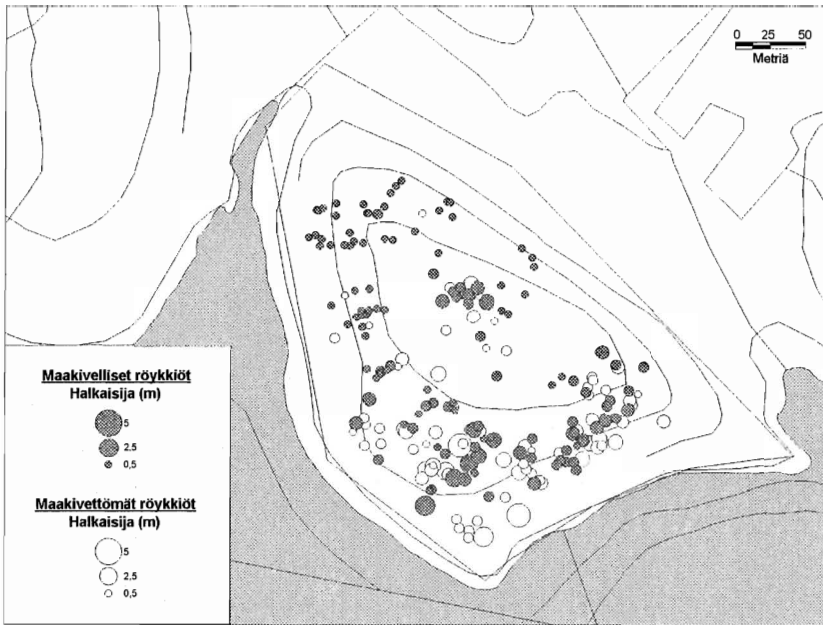 0 25 50
Metriä
Maakivelliset röykkiöt
Halkaisija (m)
5
2,5
0,5
Maakivettömät röykkiöt
Halkaisija (m)
5
2,5
0,5